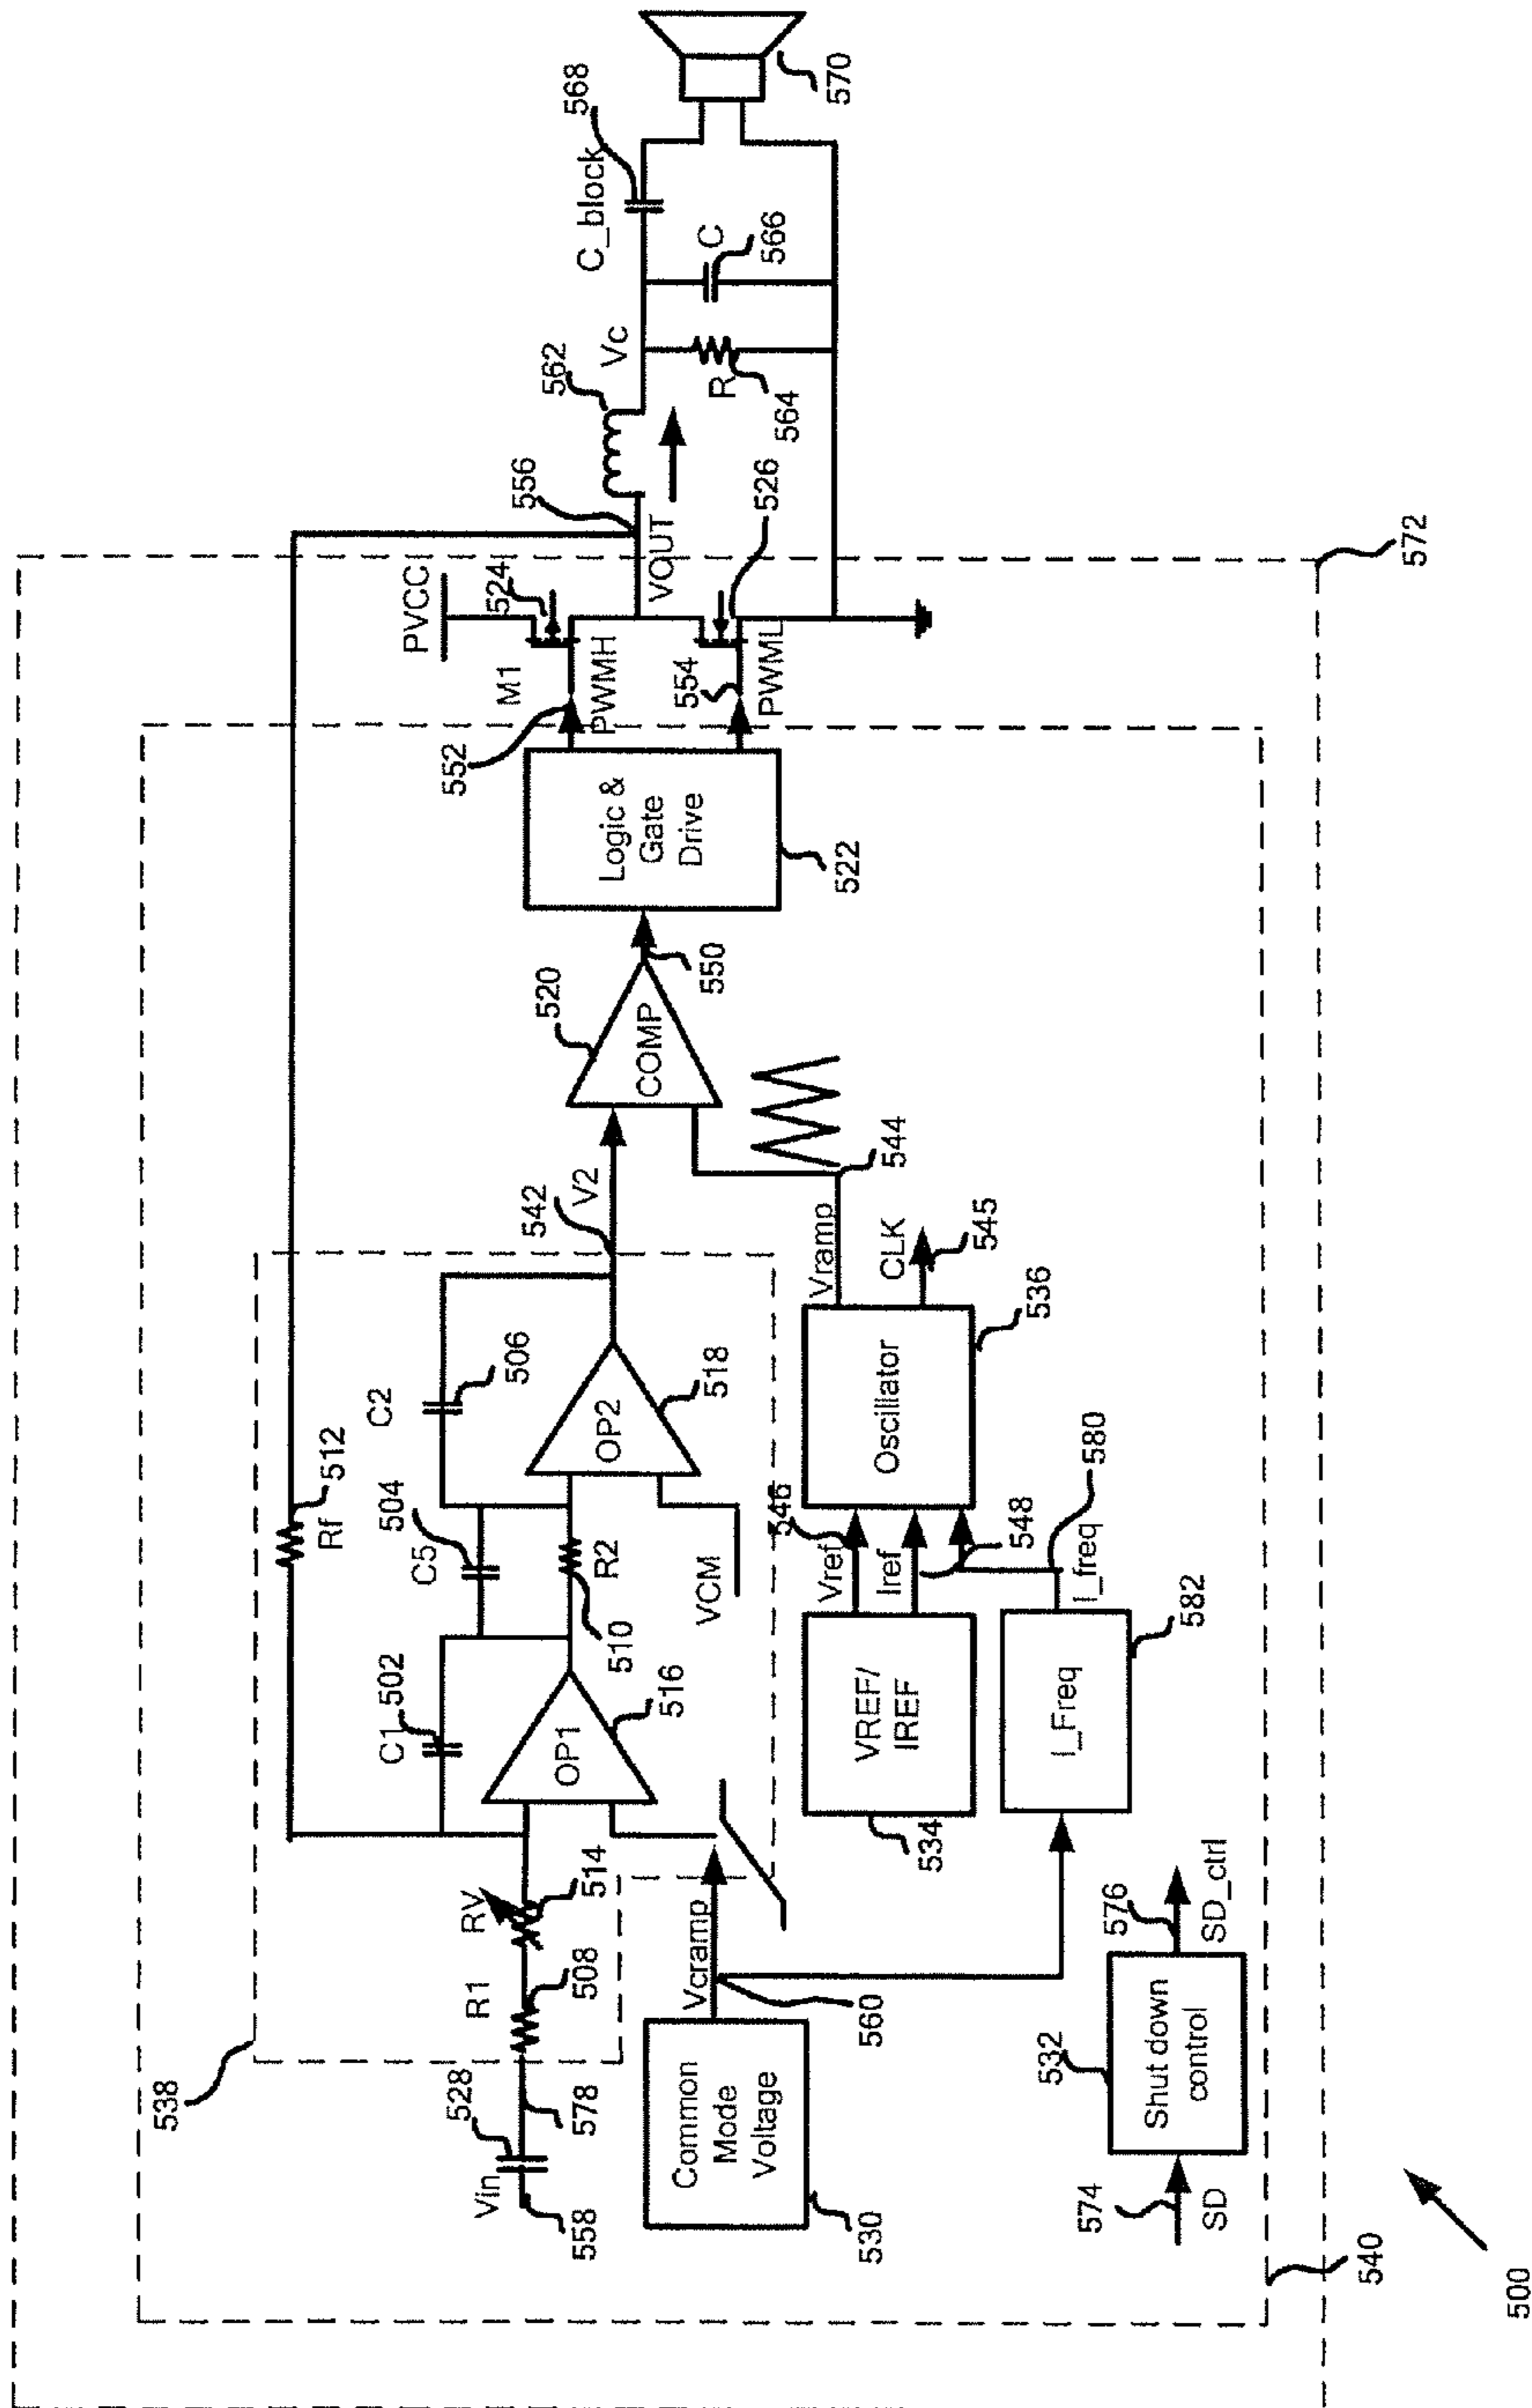 538
Vin
558
528
578
R1
508
RV
514
C1
502
OP1
516
Rf
512
C5
504
R2
510
VCM
C2
506
OP2
518
542
V2
520
COMP
550
Logic &
Gate
Drive
522
552
PWMH
554
PWML
M1
PVCC
524
526
VOUT
556
562
Vc
R
564
C
566
C_block
568
570
572
Common
Mode
Voltage
530
Vcramp
560
VREF/
IREF
534
Vref
546
Iref
548
I_freq
580
I_Freq
582
Oscillator
536
Vramp
544
CLK
545
574
SD
Shut down
control
532
576
SD_ctrl
540
500